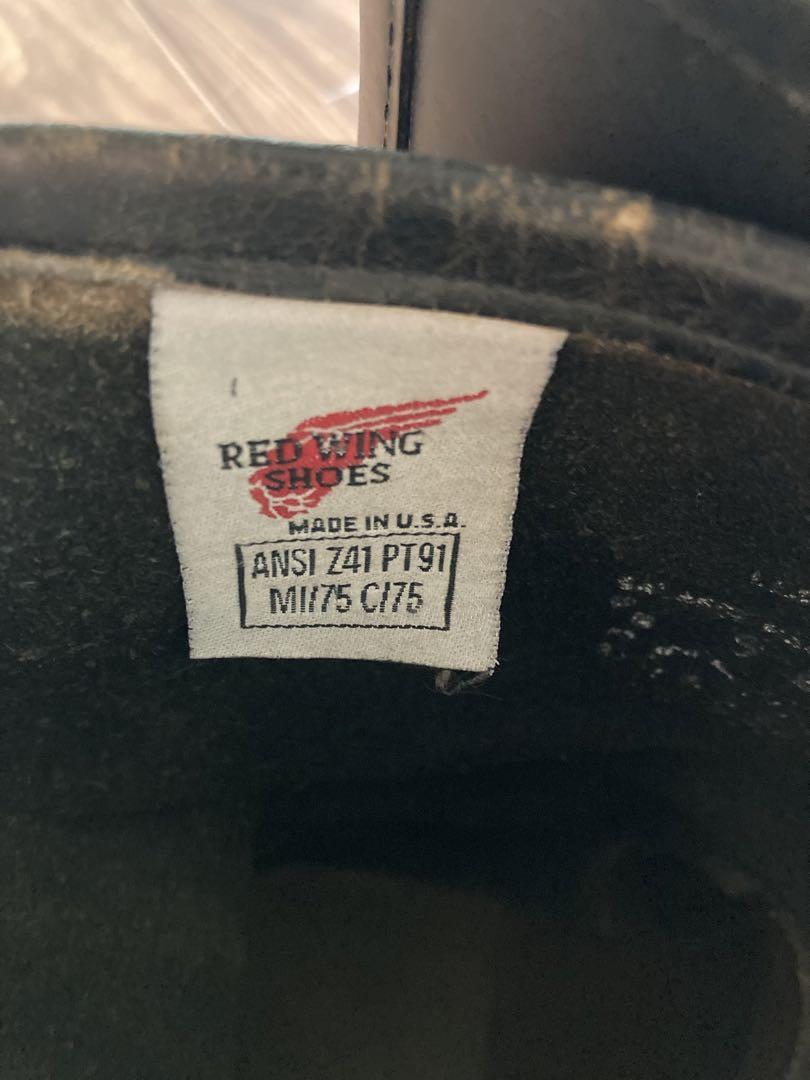 RED WING
SHOES
MADE IN U.S.A.
ANSI Z41 PT91
MI/75 C/75